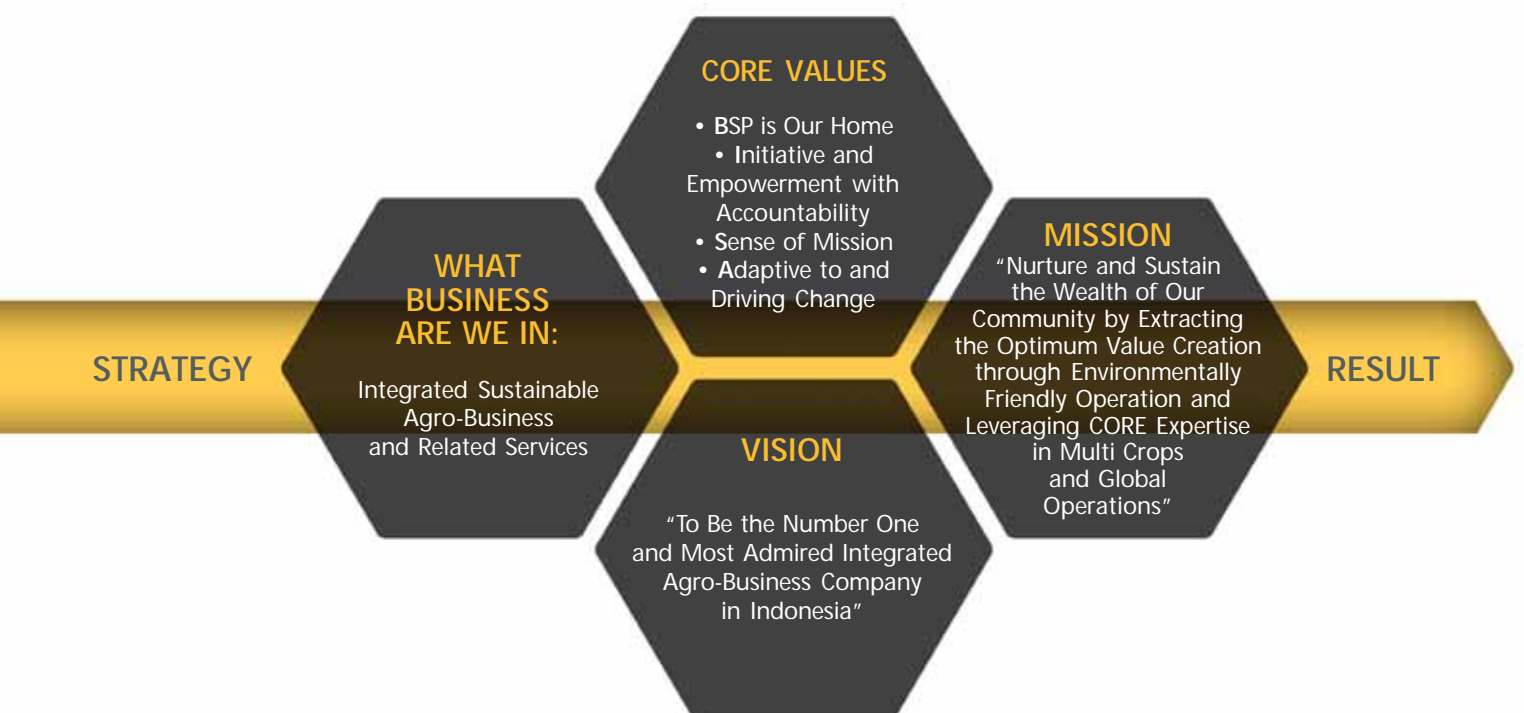 STRATEGY
WHAT
BUSINESS
ARE WE IN:
Integrated Sustainable
Agro-Business
and Related Services
CORE VALUES
• BSP is Our Home
• Initiative and
Empowerment with
Accountability
• Sense of Mission
• Adaptive to and
Driving Change
VISION
“To Be the Number One
and Most Admired Integrated
Agro-Business Company
in Indonesia”
MISSION
“Nurture and Sustain
the Wealth of Our
Community by Extracting
the Optimum Value Creation
through Environmentally
Friendly Operation and
Leveraging CORE Expertise
in Multi Crops
and Global
Operations”
RESULT